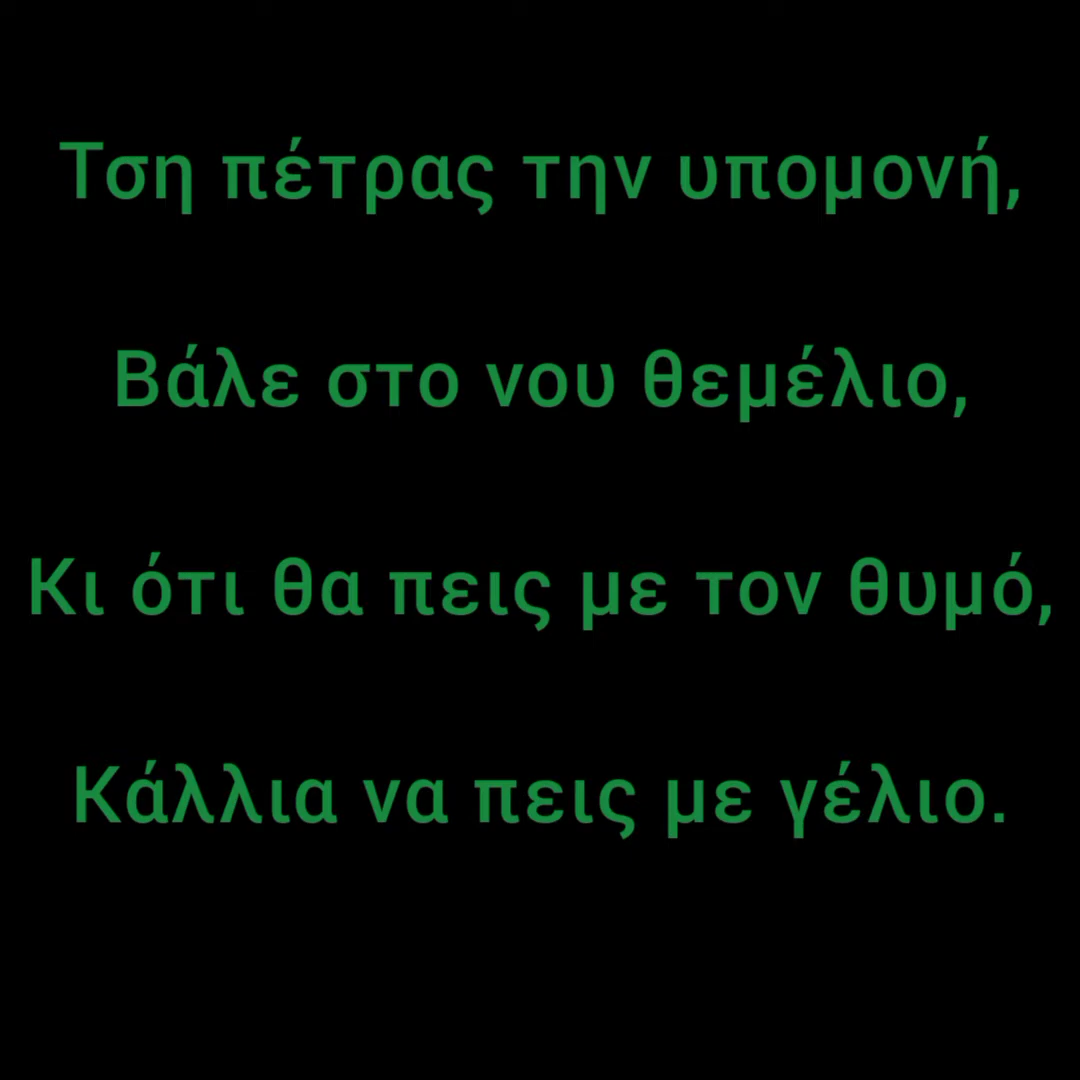 Τση πέτρας την υπομονή,
Βάλε στο νου θεμέλιο,
Κι ότι θα πεις με τον θυμό,
Κάλλια να πεις με γέλιο.